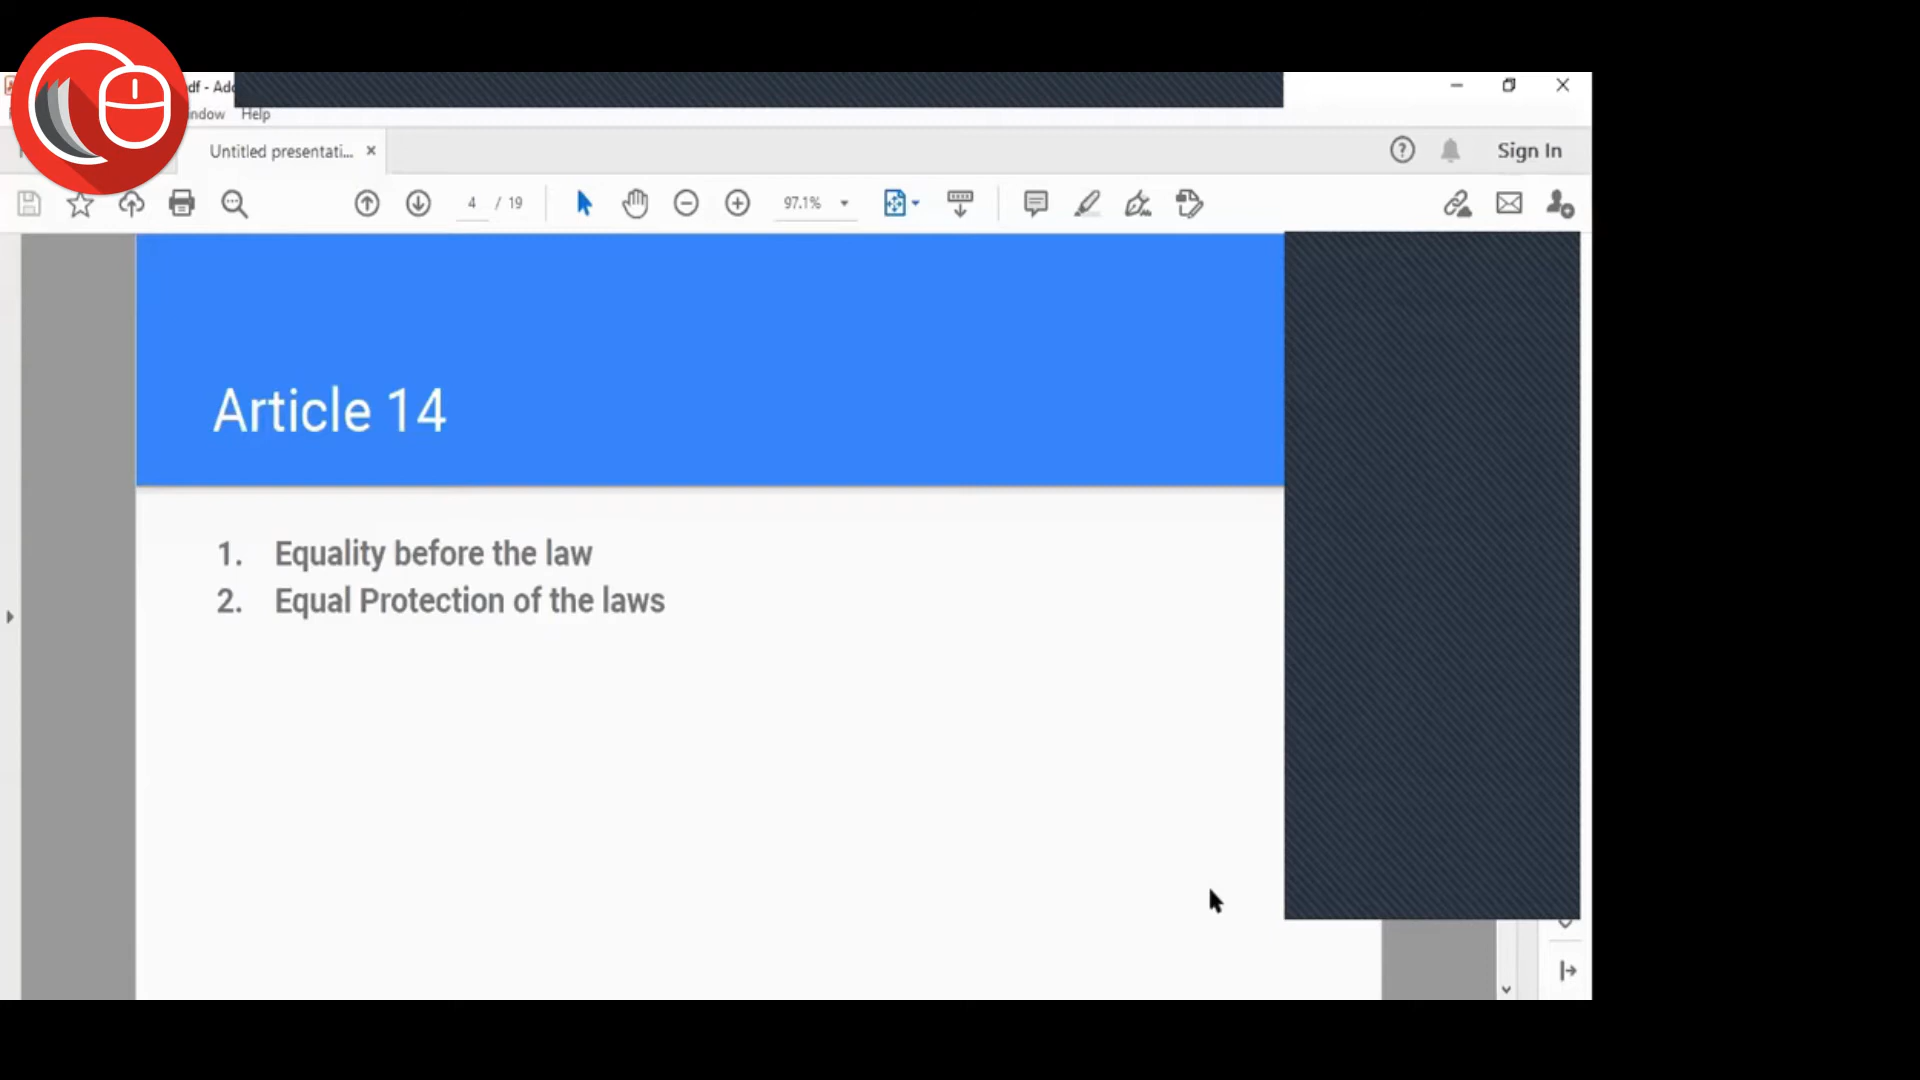 df - Ado
ndow Help
Untitled presentati... ×
Sign In
4 / 19
97.1%
Article 14
1. Equality before the law
2. Equal Protection of the laws